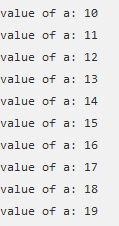 value of a: 10
value of a: 11
value of a: 12
value of a: 13
value of a: 14
value of a: 15
value of a: 16
value of a: 17
value of a: 18
value of a: 19